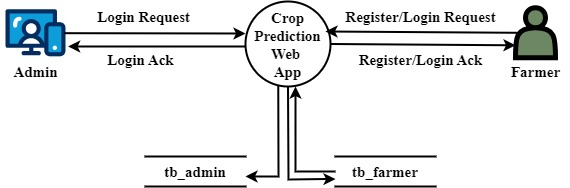 Login Request
Login Ack
Admin
Crop
Prediction
Web
App
Register/Login Request
Register/Login Ack
Farmer
tb_admin
tb_farmer